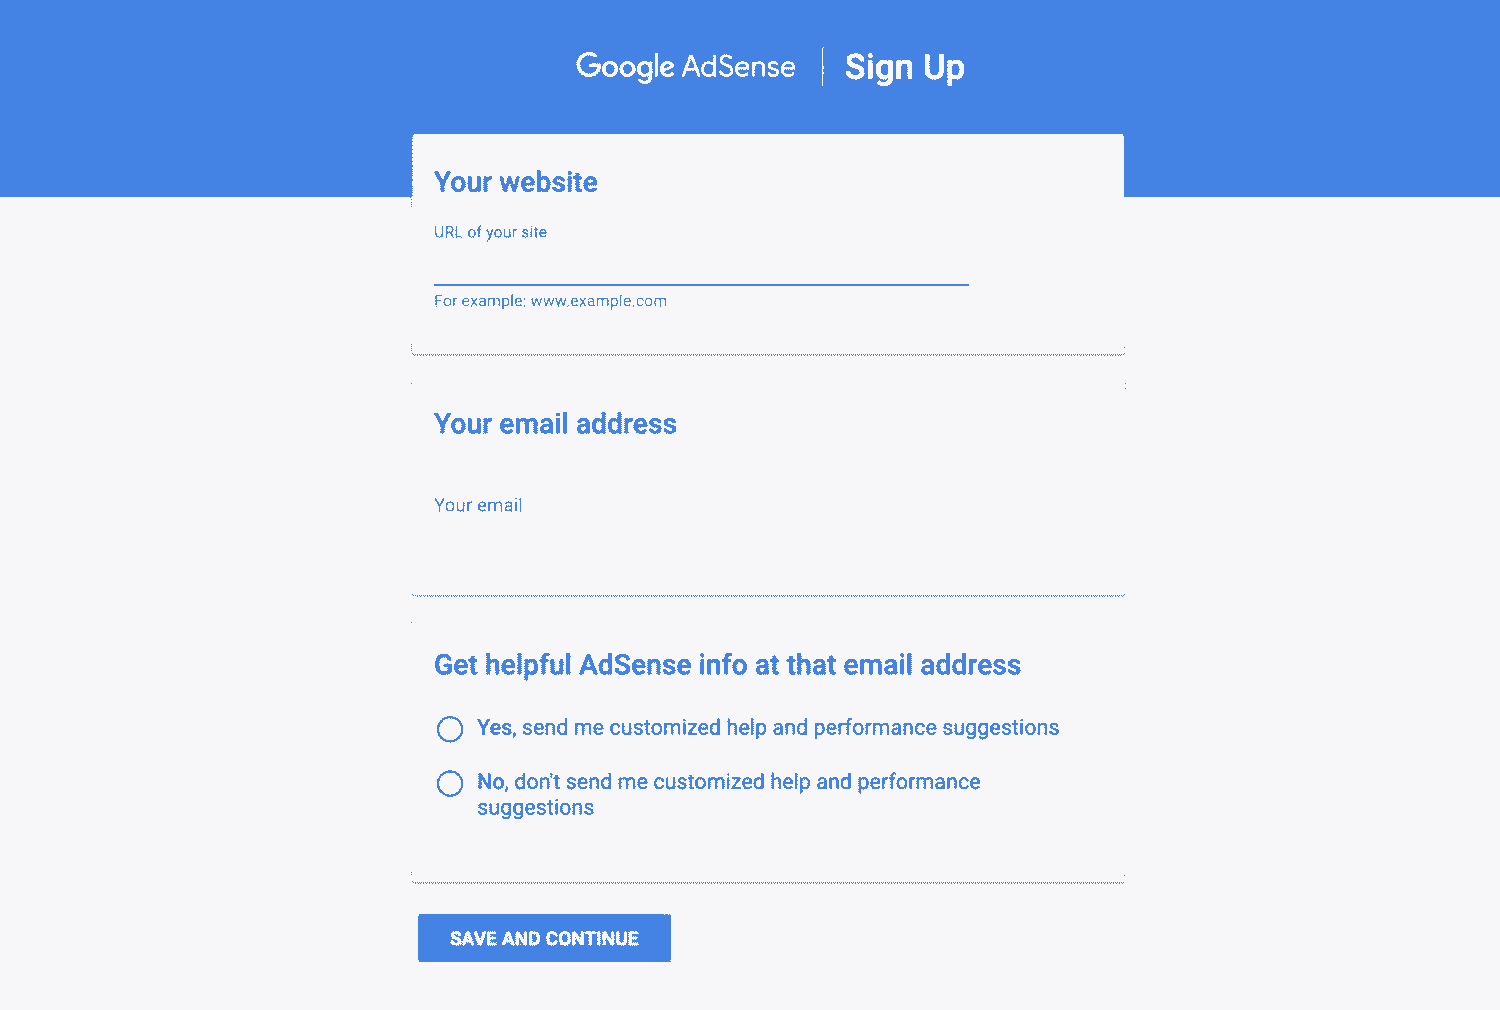 Google AdSense | Sign Up
Your website
URL of your site
For example: www.example.com
Your email address
Your email
Get helpful AdSense info at that email address
Yes, send me customized help and performance suggestions
No, don't send me customized help and performance
suggestions
SAVE AND CONTINUE